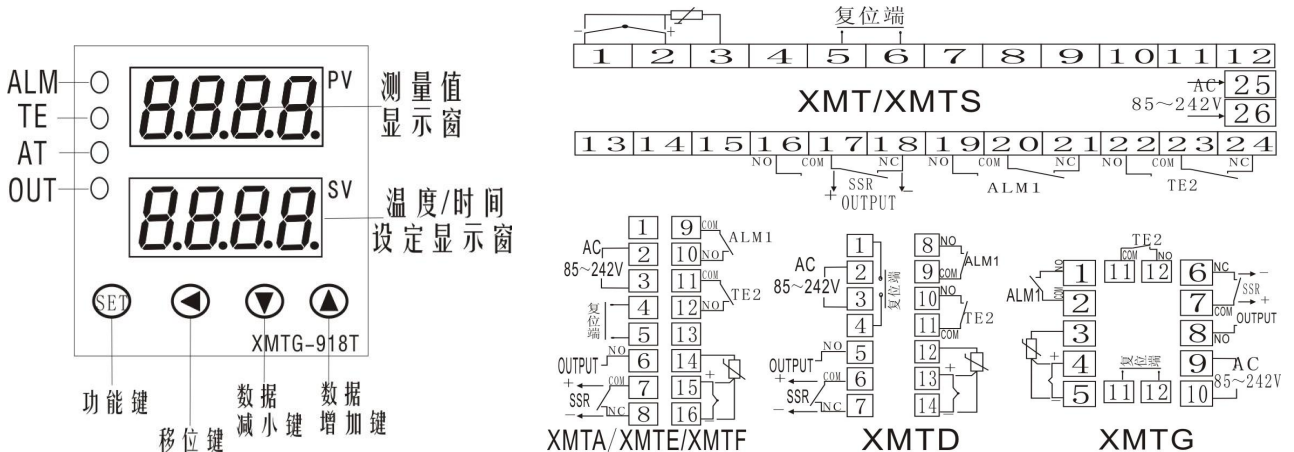 ALM
TE
AT
OUT
8.8.8.8.
PV
测量值
显示窗
8.8.8.8.
SV
温度/时间
设定显示窗
SET
XMTG-918T
功能键
移位键
数据
减小键
数据
增加键
复位端
- +
1 2 3 4 5 6 7 8 9 10 11 12
XMT/XMTS
AC
85~242V
25
26
13 14 15 16 17 18 19 20 21 22 23 24
NO COM NC NO COM NC NO COM NC
+ SSR -
OUTPUT
ALM1
TE2
1 9 COM
2 10 NO
ALM1
AC
85~242V
3 11 COM
4 12 NO
TE2
复位端
5 13
OUTPUT NO 6 14
+ COM 7 15 +
SSR
- NC 8 16 -
XMTA/XMTE/XMTF
1 8 NO
2 9 COM
ALM1
AC
85~242V
3 10 NO
4 11 COM
TE2
复位端
OUTPUT NO 5 12
+ COM 6 13 +
SSR
- NC 7 14 -
XMTD
TE2
COM NO
11 12
NO 1
2 COM
ALM1
3
4 +
5 -
复位端
11 12
6 NC -
SSR
7 COM +
OUTPUT
8 NO
9 AC
85~242V
10
XMTG